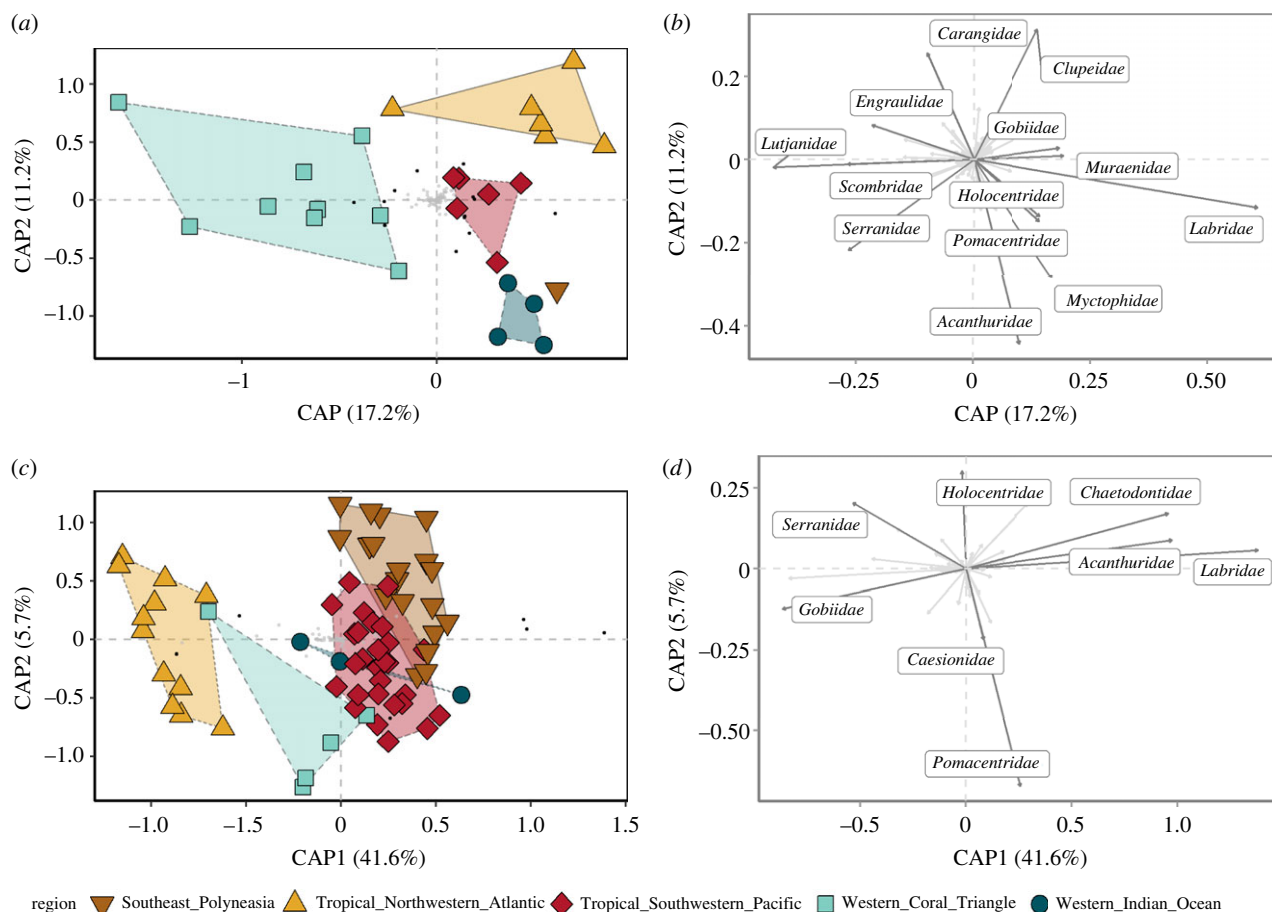 (a)
(b)
1.0
0.5
0
−0.5
−1.0
CAP2 (11.2%)
−1
0
CAP (17.2%)
0.2
0
−0.2
−0.4
CAP2 (11.2%)
Carangidae
Clupeidae
Engraulidae
Gobiidae
Lutjanidae
Muraenidae
Scombridae
Holocentridae
Serranidae
Labridae
Pomacentridae
Myctophidae
Acanthuridae
−0.25
0
0.25
0.50
CAP (17.2%)
(c)
(d)
1.0
0.5
0
−0.5
−1.0
CAP2 (5.7%)
−1.0
−1.5
0
0.5
1.0
1.5
CAP1 (41.6%)
0.25
0
−0.25
−0.50
CAP2 (5.7%)
Holocentridae
Chaetodontidae
Serranidae
Acanthuridae
Labridae
Gobiidae
Caesionidae
Pomacentridae
−0.5
0
0.5
1.0
CAP1 (41.6%)
region Southeast_Polyneasia Tropical_Northwestern_Atlantic Tropical_Southwestern_Pacific Western_Coral_Triangle Western_Indian_Ocean